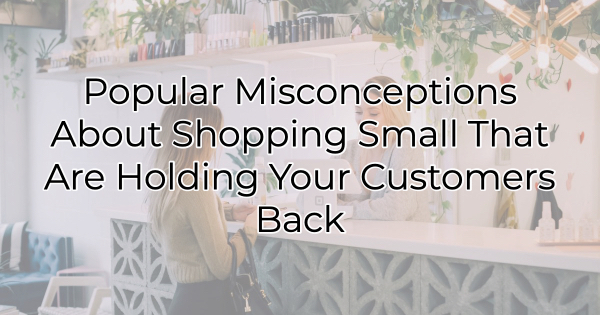 Popular Misconceptions
About Shopping Small That
Are Holding Your Customers
Back